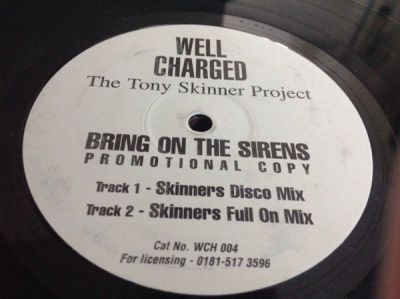 WELL
CHARGED
The Tony Skinner Project
BRING ON THE SIRENS
PROMOTIONAL COPY
Track 1 - Skinners Disco Mix
Track 2 - Skinners Full On Mix
Cat No. WCH 004
For licensing - 0181-517 3596